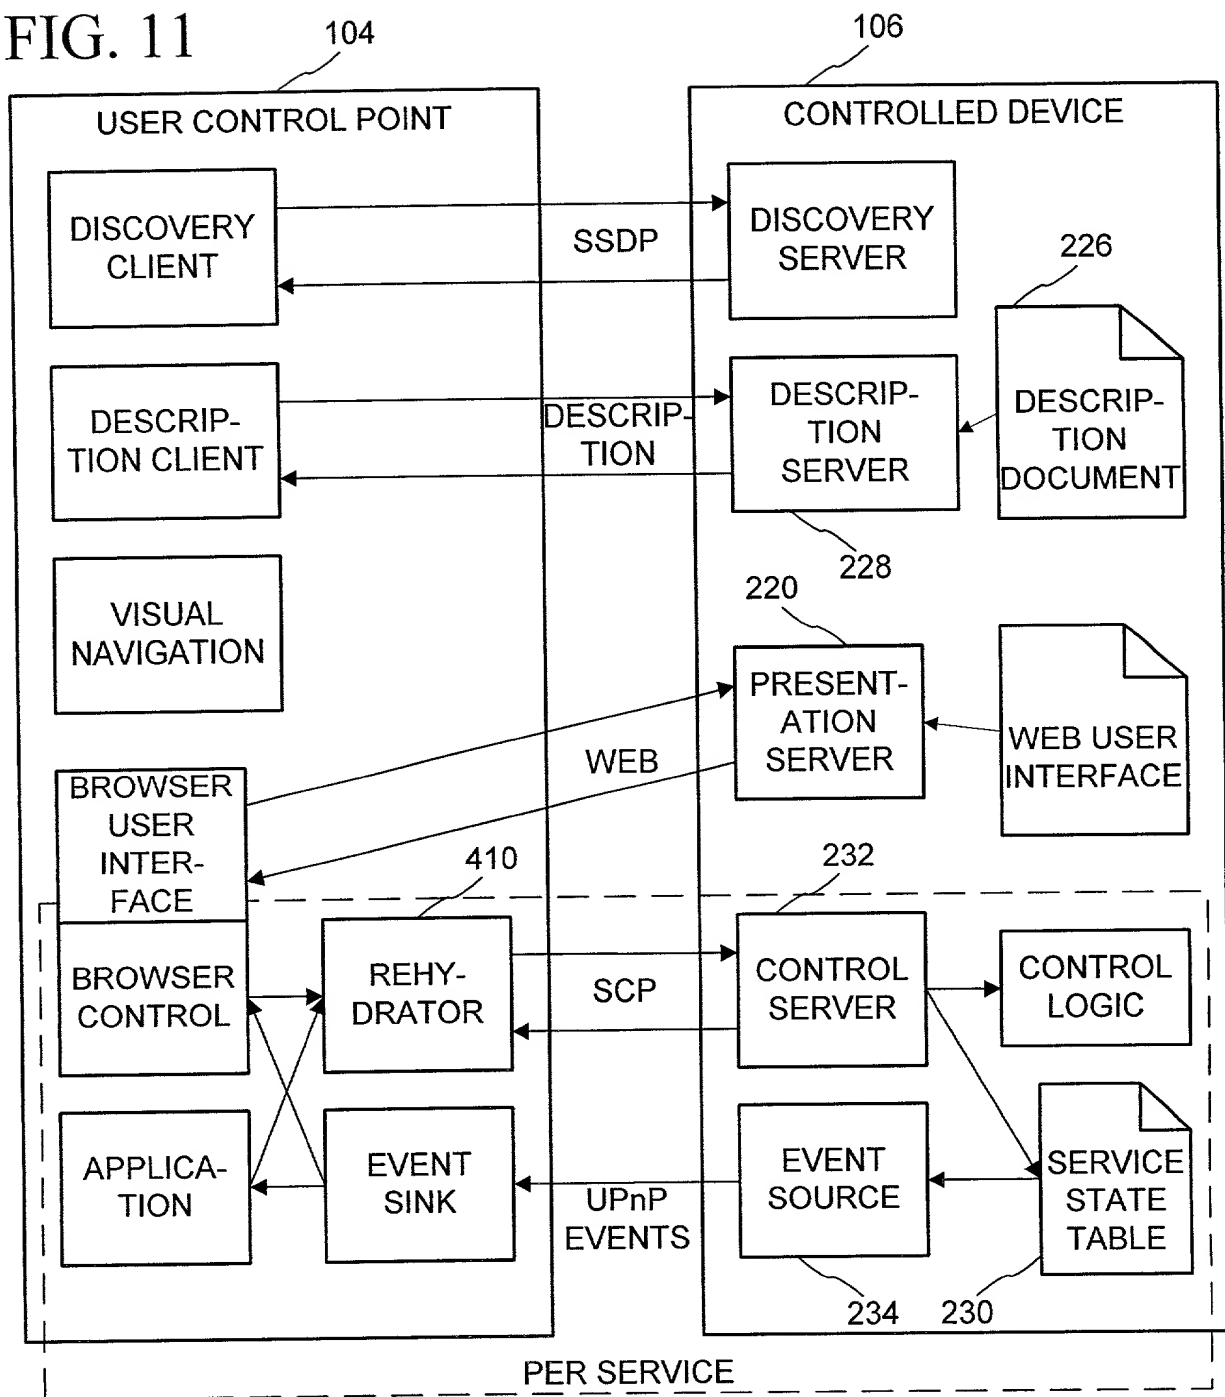 FIG. 11
104
106
USER CONTROL POINT
CONTROLLED DEVICE
DISCOVERY
CLIENT
SSDP
DISCOVERY
SERVER
226
DESCRIP-
TION CLIENT
DESCRIP-
TION
DESCRIP-
TION
SERVER
DESCRIP-
TION
DOCUMENT
228
VISUAL
NAVIGATION
220
PRESENT-
ATION
SERVER
WEB USER
INTERFACE
WEB
BROWSER
USER
INTER-
FACE
410
232
BROWSER
CONTROL
REHY-
DRATOR
SCP
CONTROL
SERVER
CONTROL
LOGIC
APPLICA-
TION
EVENT
SINK
UPnP
EVENTS
EVENT
SOURCE
SERVICE
STATE
TABLE
234
230
PER SERVICE